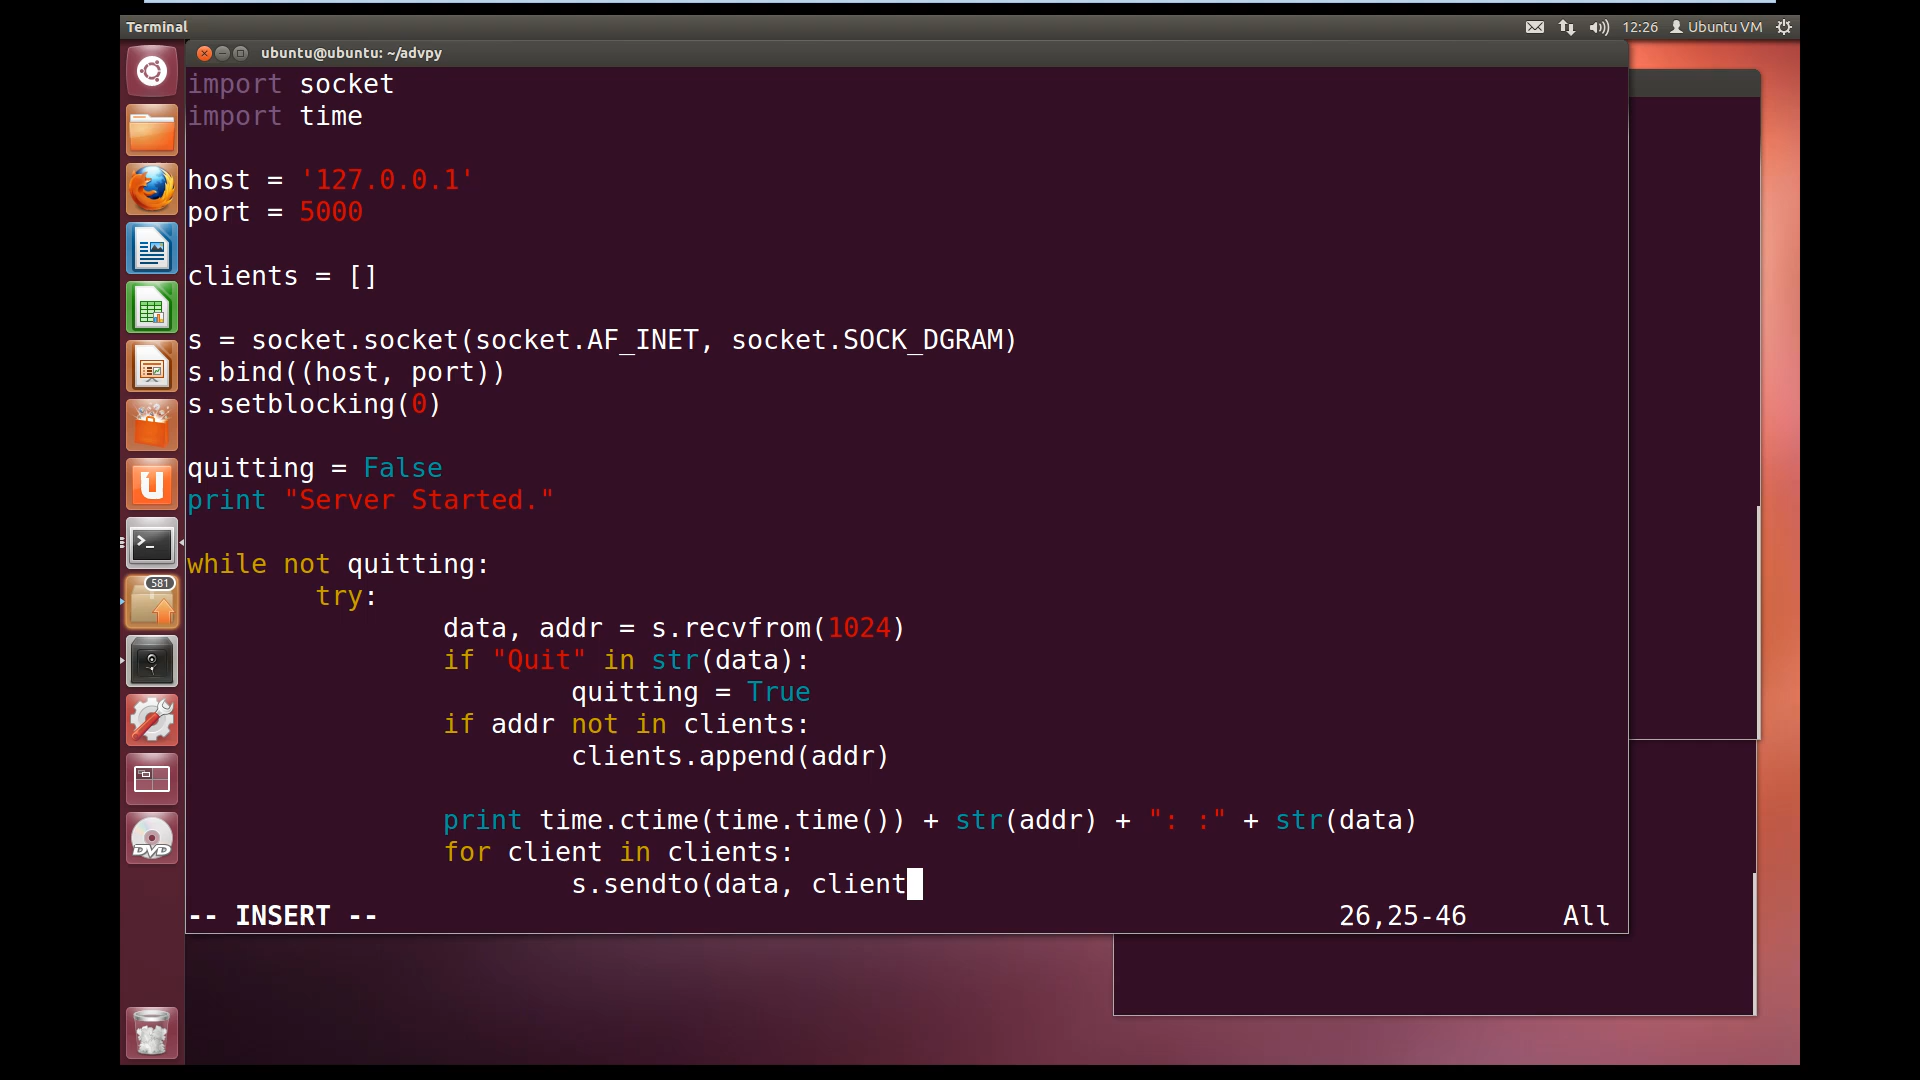 Terminal
12:26 Ubuntu VM
ubuntu@ubuntu: ~/advpy
import socket
import time
host = '127.0.0.1'
port = 5000
clients = []
s = socket.socket(socket.AF_INET, socket.SOCK_DGRAM)
s.bind((host, port))
s.setblocking(0)
quitting = False
print "Server Started."
while not quitting:
try:
data, addr = s.recvfrom(1024)
if "Quit" in str(data):
quitting = True
if addr not in clients:
clients.append(addr)
print time.ctime(time.time()) + str(addr) + ": :" + str(data)
for client in clients:
s.sendto(data, client
-- INSERT -- 26,25-46 All
581
DVD